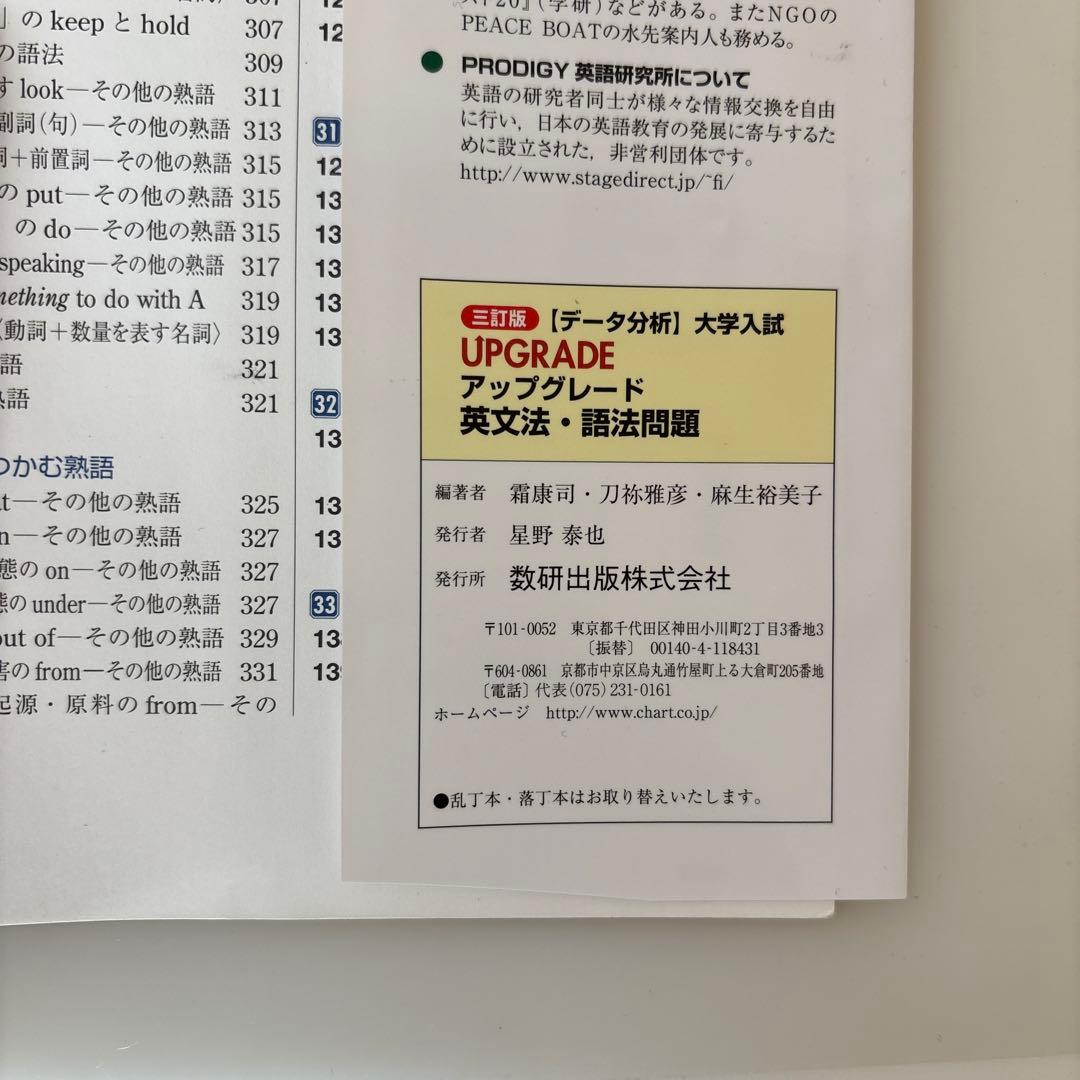 』の keep と hold 307
の語法 309
す look—その他の熟語 311
副詞(句)—その他の熟語 313
詞＋前置詞—その他の熟語 315
の put—その他の熟語 315
の do—その他の熟語 315
speaking—その他の熟語 317
to do with A 319
〈動詞＋数量を表す名詞〉 319
語 321
熟語 321
つかむ熟語
その他の熟語 325
その他の熟語 327
態の on—その他の熟語 327
態の under—その他の熟語 327
out of—その他の熟語 329
害の from—その他の熟語 331
起源・原料の from—その
31
32
33
(学研)などがある。またNGOの
PEACE BOATの水先案内人も務める。
● PRODIGY 英語研究所について
英語の研究者同士が様々な情報交換を自由
に行い，日本の英語教育の発展に寄与するた
めに設立された，非営利団体です。
http://www.stagedirect.jp/~fi/
三訂版 【データ分析】大学入試
UPGRADE
アップグレード
英文法・語法問題
編著者 霜康司・刀祢雅彦・麻生裕美子
発行者 星野 泰也
発行所 数研出版株式会社
〒101-0052 東京都千代田区神田小川町2丁目3番地3
〔振替〕 00140-4-118431
〒604-0861 京都市中京区烏丸通竹屋町上る大倉町205番地
〔電話〕代表(075)231-0161
ホームページ http://www.chart.co.jp/
●乱丁本・落丁本はお取り替えいたします。